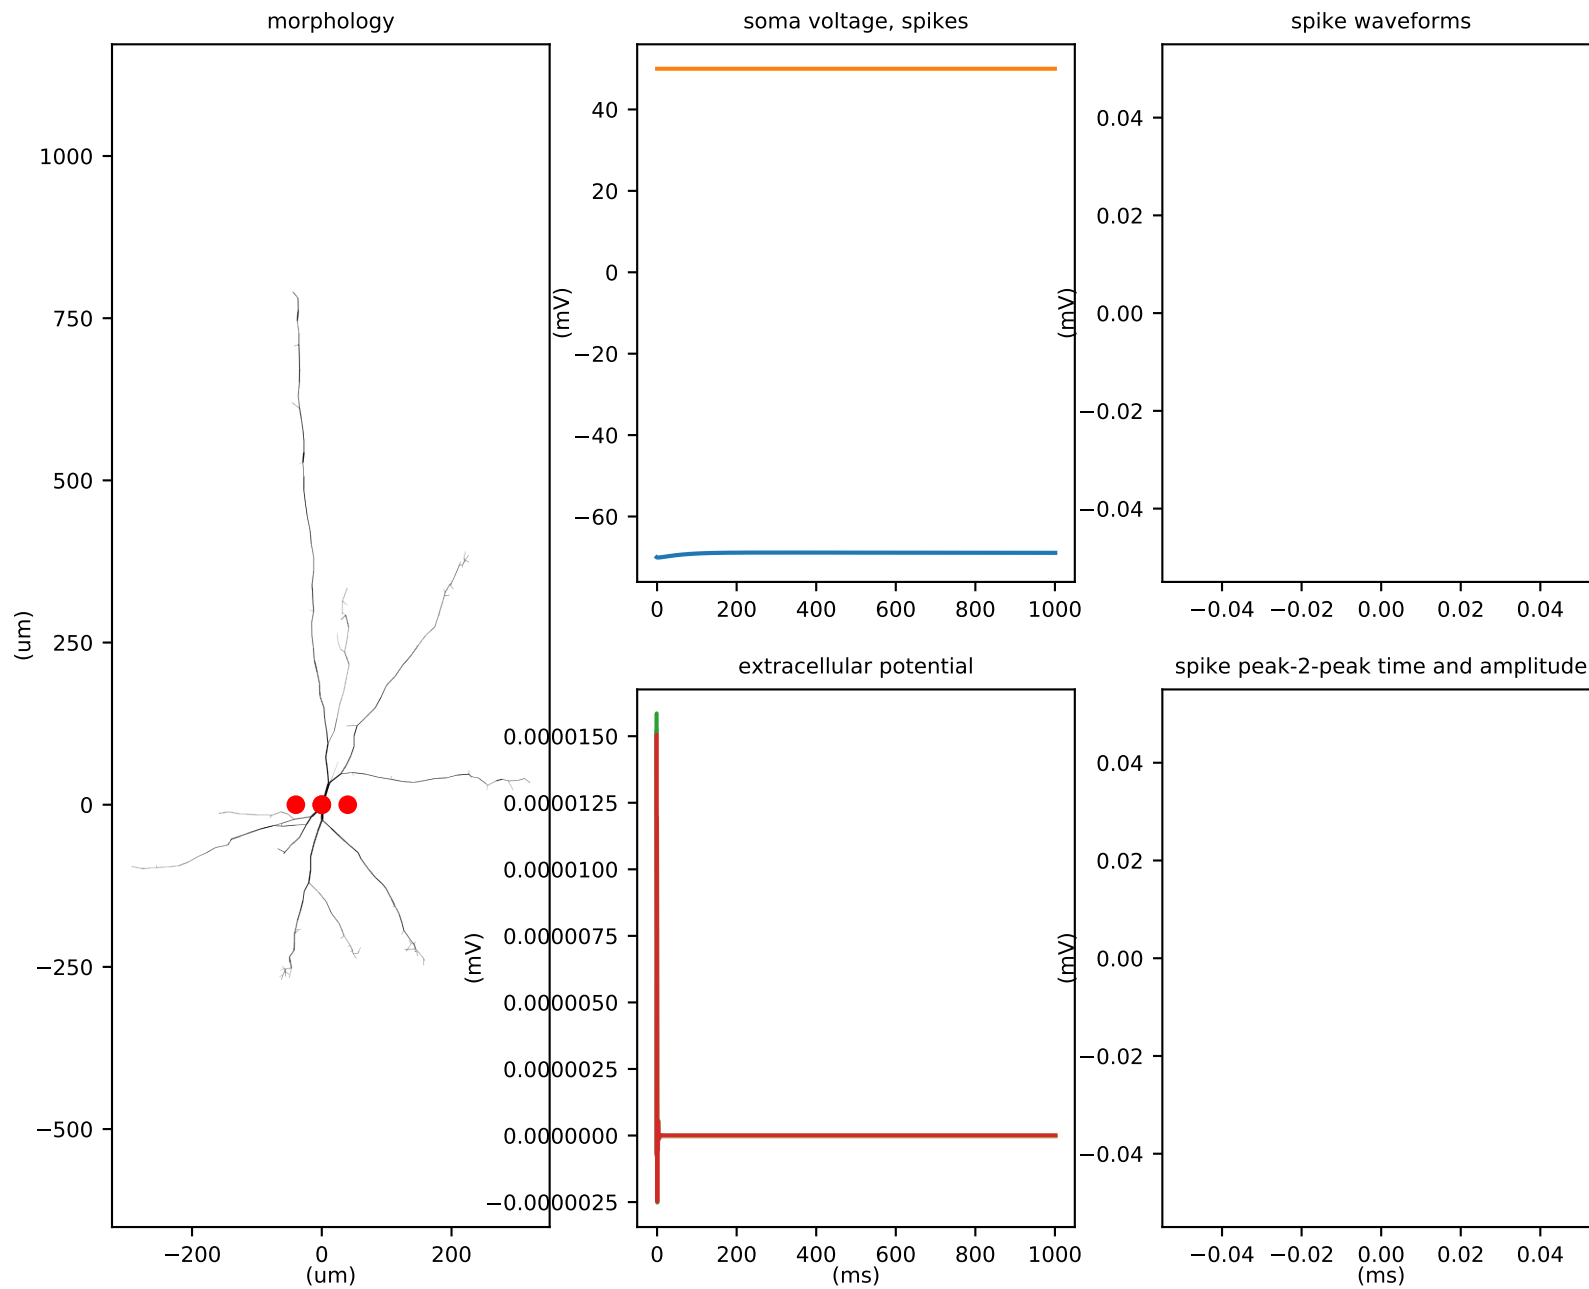 morphology
(um)
1000
750
500
250
0
−250
−500
−200 0 200
(um)
soma voltage, spikes
(mV)
40
20
0
−20
−40
−60
0 200 400 600 800 1000
spike waveforms
(mV)
0.04
0.02
0.00
−0.02
−0.04
−0.04 −0.02 0.00 0.02 0.04
extracellular potential
(mV)
0.0000150
0.0000125
0.0000100
0.0000075
0.0000050
0.0000025
0.0000000
−0.0000025
0 200 400 600 800 1000
(ms)
spike peak-2-peak time and amplitude
(mV)
0.04
0.02
0.00
−0.02
−0.04
−0.04 −0.02 0.00 0.02 0.04
(ms)